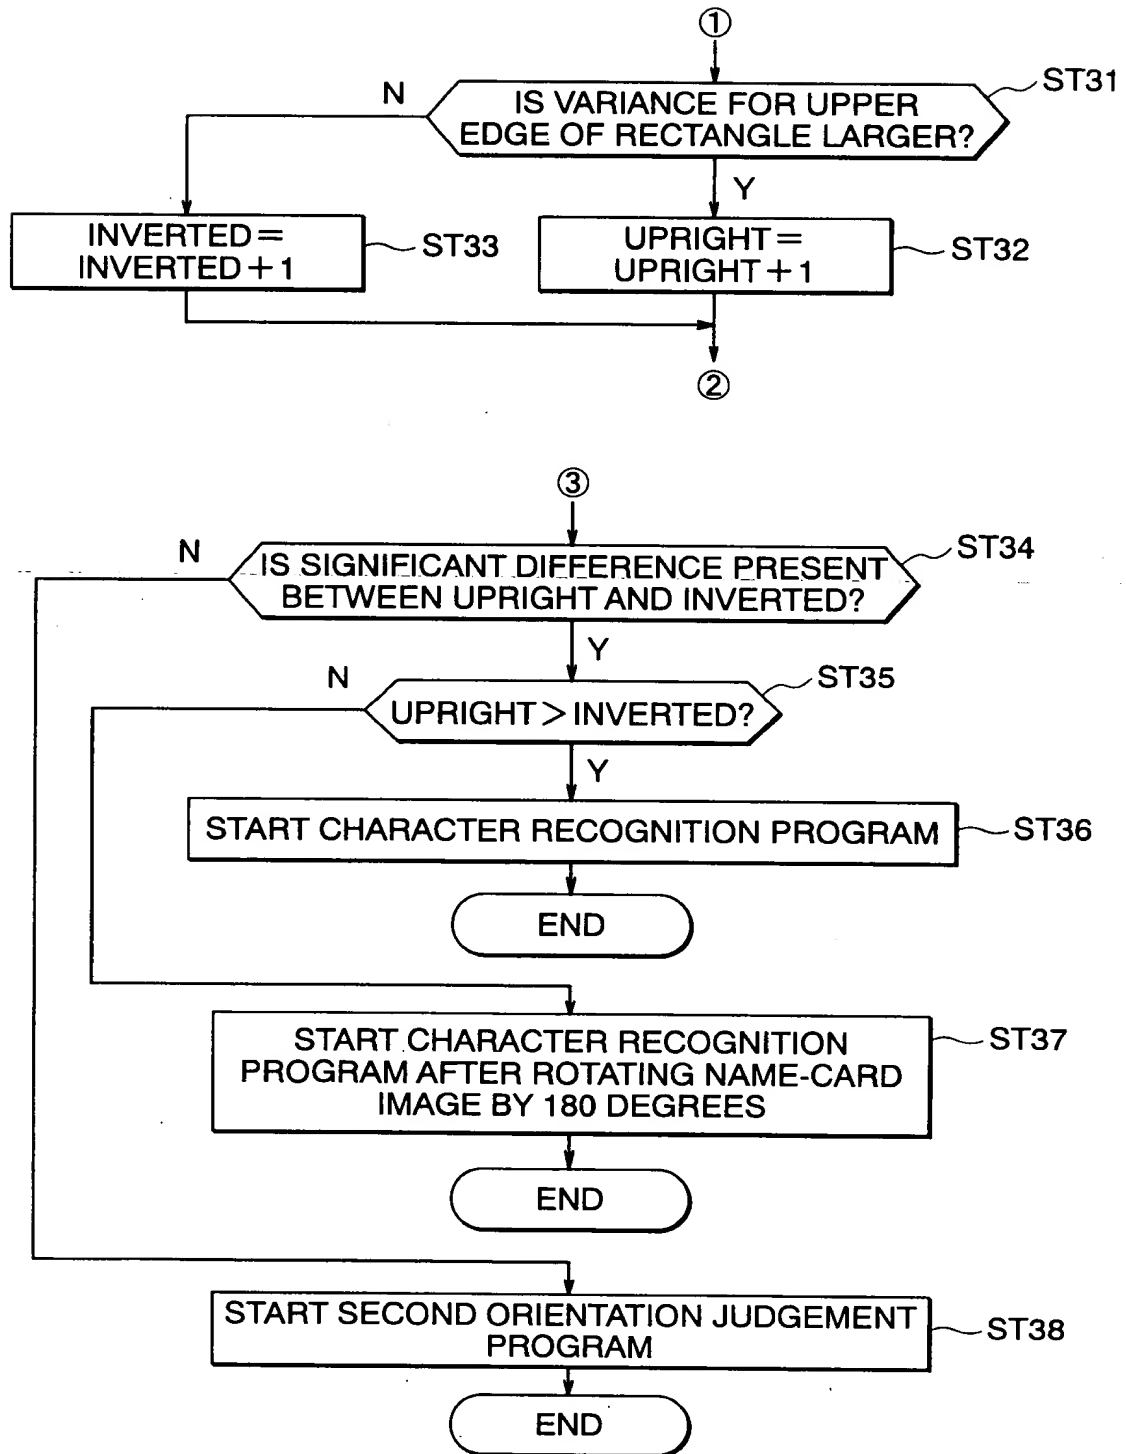 ①
ST31
N
IS VARIANCE FOR UPPER
EDGE OF RECTANGLE LARGER?
Y
INVERTED=
INVERTED+1
ST33
UPRIGHT=
UPRIGHT+1
ST32
②
③
N
ST34
IS SIGNIFICANT DIFFERENCE PRESENT
BETWEEN UPRIGHT AND INVERTED?
Y
N
ST35
UPRIGHT>INVERTED?
Y
START CHARACTER RECOGNITION PROGRAM
ST36
END
START CHARACTER RECOGNITION
PROGRAM AFTER ROTATING NAME-CARD
IMAGE BY 180 DEGREES
ST37
END
START SECOND ORIENTATION JUDGEMENT
PROGRAM
ST38
END